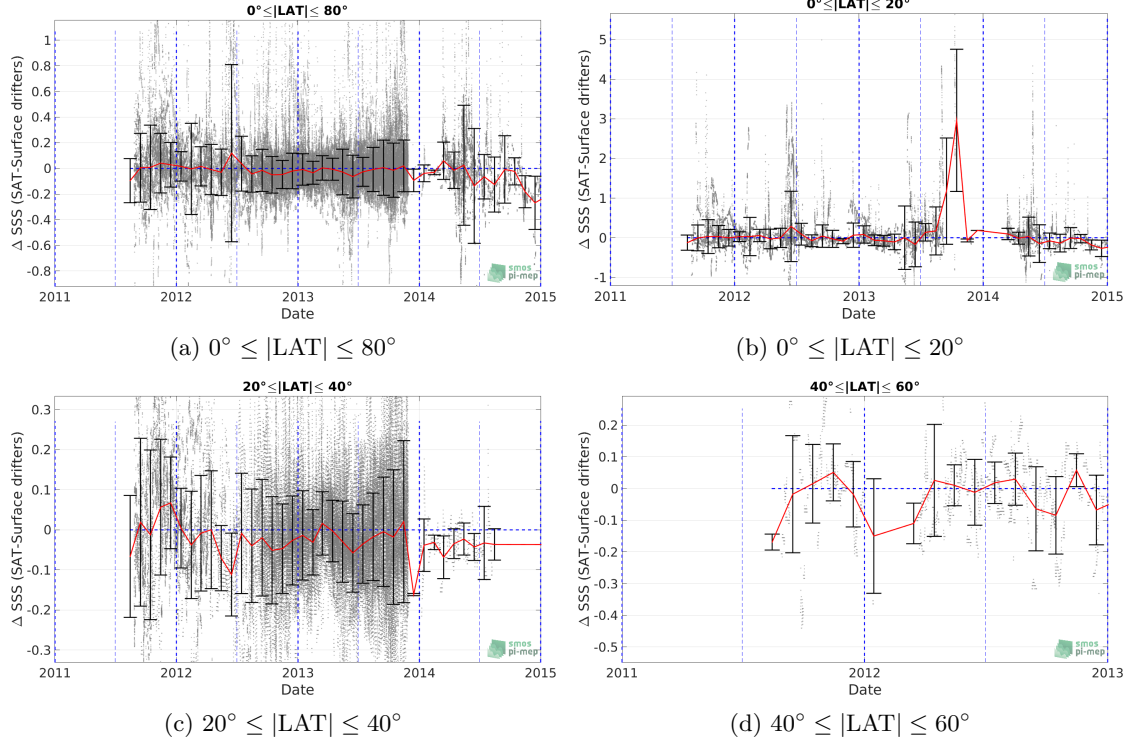 0°≤|LAT|≤ 80°
Δ SSS (SAT-Surface drifters)
1
0.8
0.6
0.4
0.2
0
-0.2
-0.4
-0.6
-0.8
2011
2012
2013
2014
2015
Date
smos
pi-mep
(a) 0° ≤ |LAT| ≤ 80°
0°≤|LAT|≤ 20°
Δ SSS (SAT-Surface drifters)
5
4
3
2
1
0
-1
2011
2012
2013
2014
2015
Date
smos
pi-mep
(b) 0° ≤ |LAT| ≤ 20°
20°≤|LAT|≤ 40°
Δ SSS (SAT-Surface drifters)
0.3
0.2
0.1
0
-0.1
-0.2
-0.3
2011
2012
2013
2014
2015
Date
smos
pi-mep
(c) 20° ≤ |LAT| ≤ 40°
40°≤|LAT|≤ 60°
Δ SSS (SAT-Surface drifters)
0.2
0.1
0
-0.1
-0.2
-0.3
-0.4
-0.5
2011
2012
2013
Date
smos
pi-mep
(d) 40° ≤ |LAT| ≤ 60°